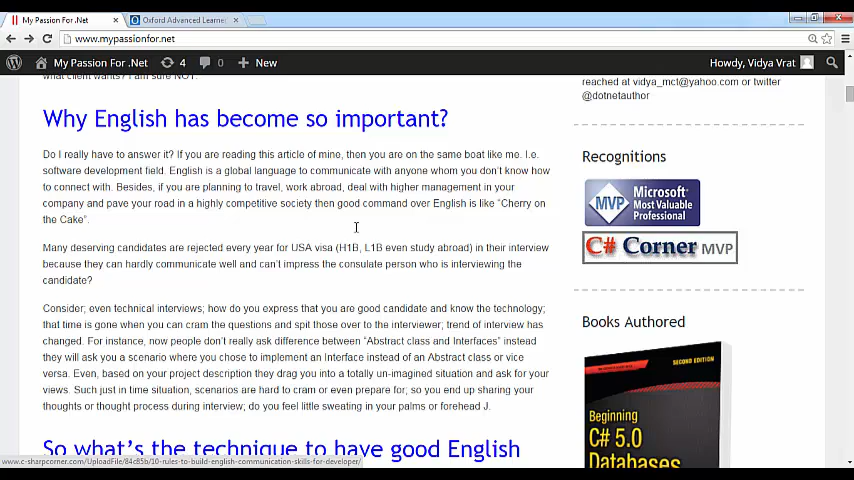 My Passion For .Net
Oxford Advanced Learne
www.mypassionfor.net
My Passion For .Net 4 0 New Howdy, Vidya Vrat
what client wants? I am sure NOT.
Why English has become so important?
Do I really have to answer it? If you are reading this article of mine, then you are on the same boat like me. I.e.
software development field. English is a global language to communicate with anyone whom you don't know how
to connect with. Besides, if you are planning to travel, work abroad, deal with higher management in your
company and pave your road in a highly competitive society then good command over English is like "Cherry on
the Cake".
Many deserving candidates are rejected every year for USA visa (H1B, L1B even study abroad) in their interview
because they can hardly communicate well and can't impress the consulate person who is interviewing the
candidate?
Consider; even technical interviews; how do you express that you are good candidate and know the technology;
that time is gone when you can cram the questions and spit those over to the interviewer; trend of interview has
changed. For instance, now people don't really ask difference between "Abstract class and Interfaces" instead
they will ask you a scenario where you chose to implement an Interface instead of an Abstract class or vice
versa. Even, based on your project description they drag you into a totally un-imagined situation and ask for your
views. Such just in time situation, scenarios are hard to cram or even prepare for; so you end up sharing your
thoughts or thought process during interview; do you feel little sweating in your palms or forehead J.
So what's the technique to have good English
www.c-sharpcorner.com/UploadFile/84c85b/10-rules-to-build-english-communication-skills-for-developer/
reached at vidya_mct@yahoo.com or twitter
@dotnetauthor
Recognitions
MVP Microsoft
Most Valuable
Professional
C# Corner MVP
Books Authored
SECOND EDITION
Beginning
C# 5.0
Databases